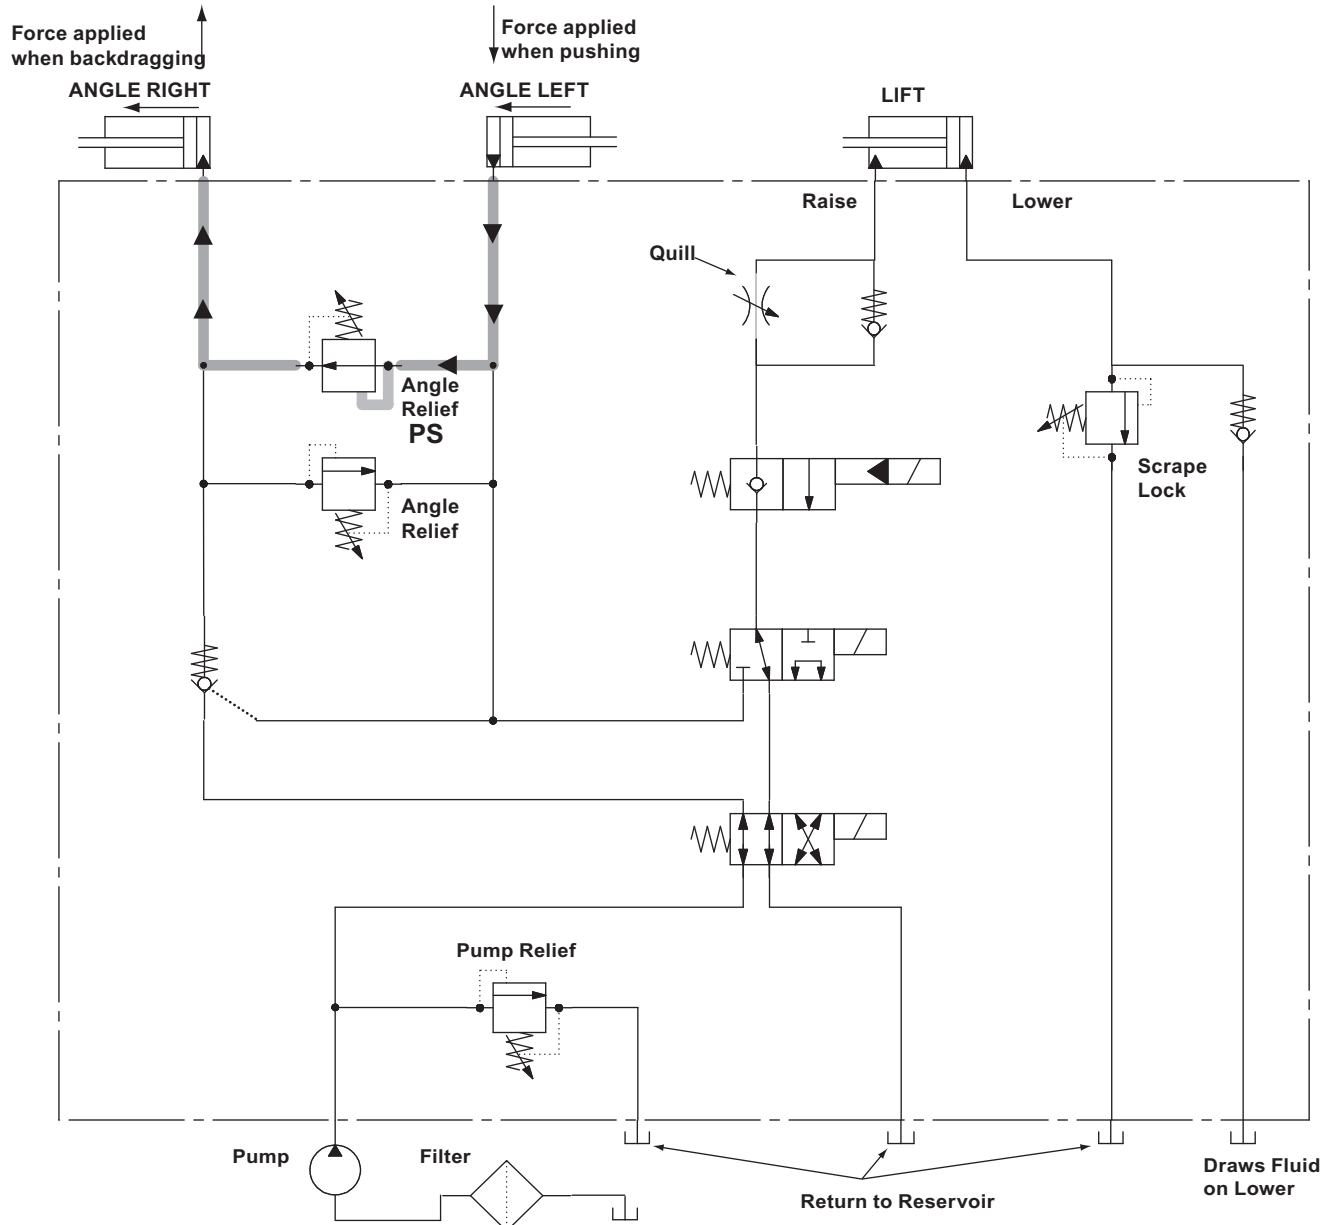 Force applied
when backdragging
Force applied
when pushing
ANGLE RIGHT
ANGLE LEFT
LIFT
Raise
Lower
Quill
Angle
Relief
PS
Angle
Relief
Scrape
Lock
Pump Relief
Pump
Filter
Return to Reservoir
Draws Fluid
on Lower